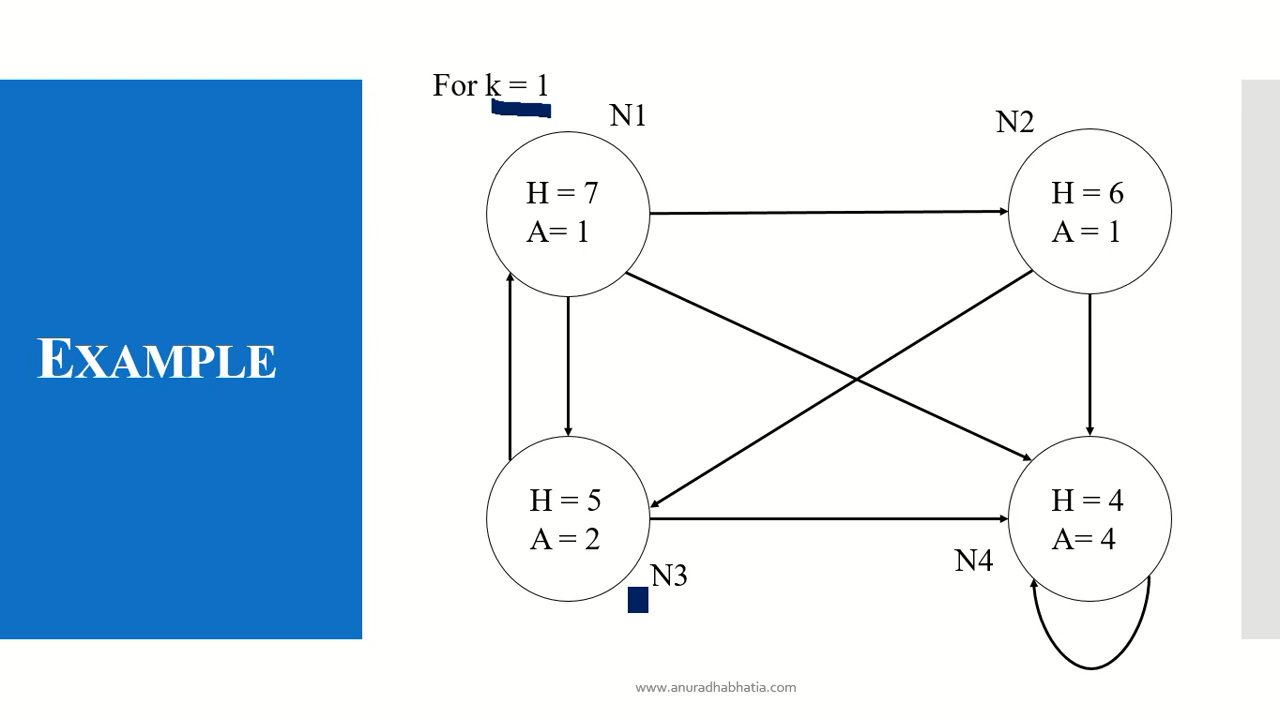 For k = 1
N1
N2
H = 7
A= 1
H = 6
A = 1
EXAMPLE
H = 5
A = 2
H = 4
A= 4
N3
N4
www.anuradhabhatia.com